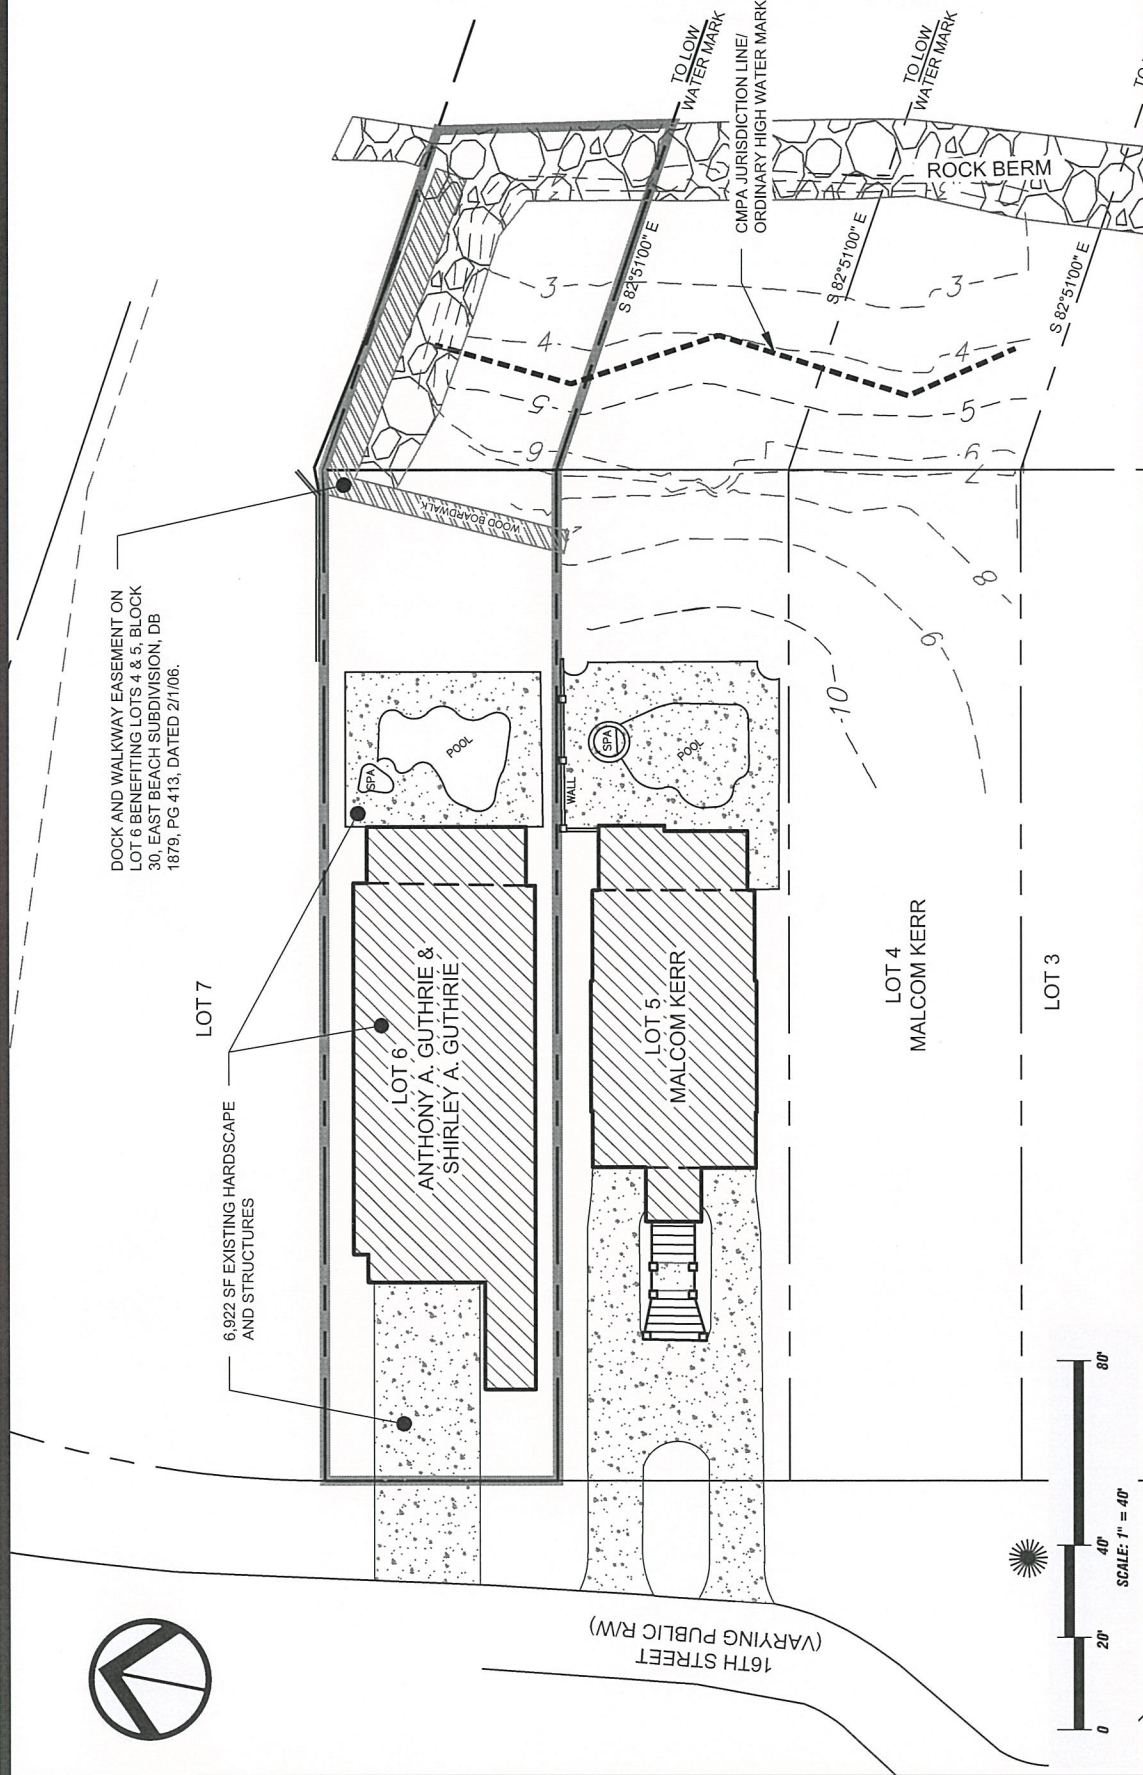 DOCK AND WALKWAY EASEMENT ON
LOT 6 BENEFITING LOTS 4 & 5, BLOCK
30, EAST BEACH SUBDIVISION, DB
1879, PG 413, DATED 2/1/06.
LOT 7
6,922 SF EXISTING HARDSCAPE
AND STRUCTURES
LOT 6
ANTHONY A. GUTHRIE &
SHIRLEY A. GUTHRIE
SPA
POOL
WOOD BOARDWALK
TO LOW
WATER MARK
CMPA JURISDICTION LINE/
ORDINARY HIGH WATER MARK
TO LOW
WATER MARK
TO
ROCK BERM
S 82°51'00" E
S 82°51'00" E
S 82°51'00" E
3
4
5
6
3
4
5
6
7
8
9
10
WALL
SPA
POOL
LOT 5
MALCOM KERR
LOT 4
MALCOM KERR
LOT 3
16TH STREET
(VARYING PUBLIC R/W)
0
20'
40'
80'
SCALE: 1" = 40'